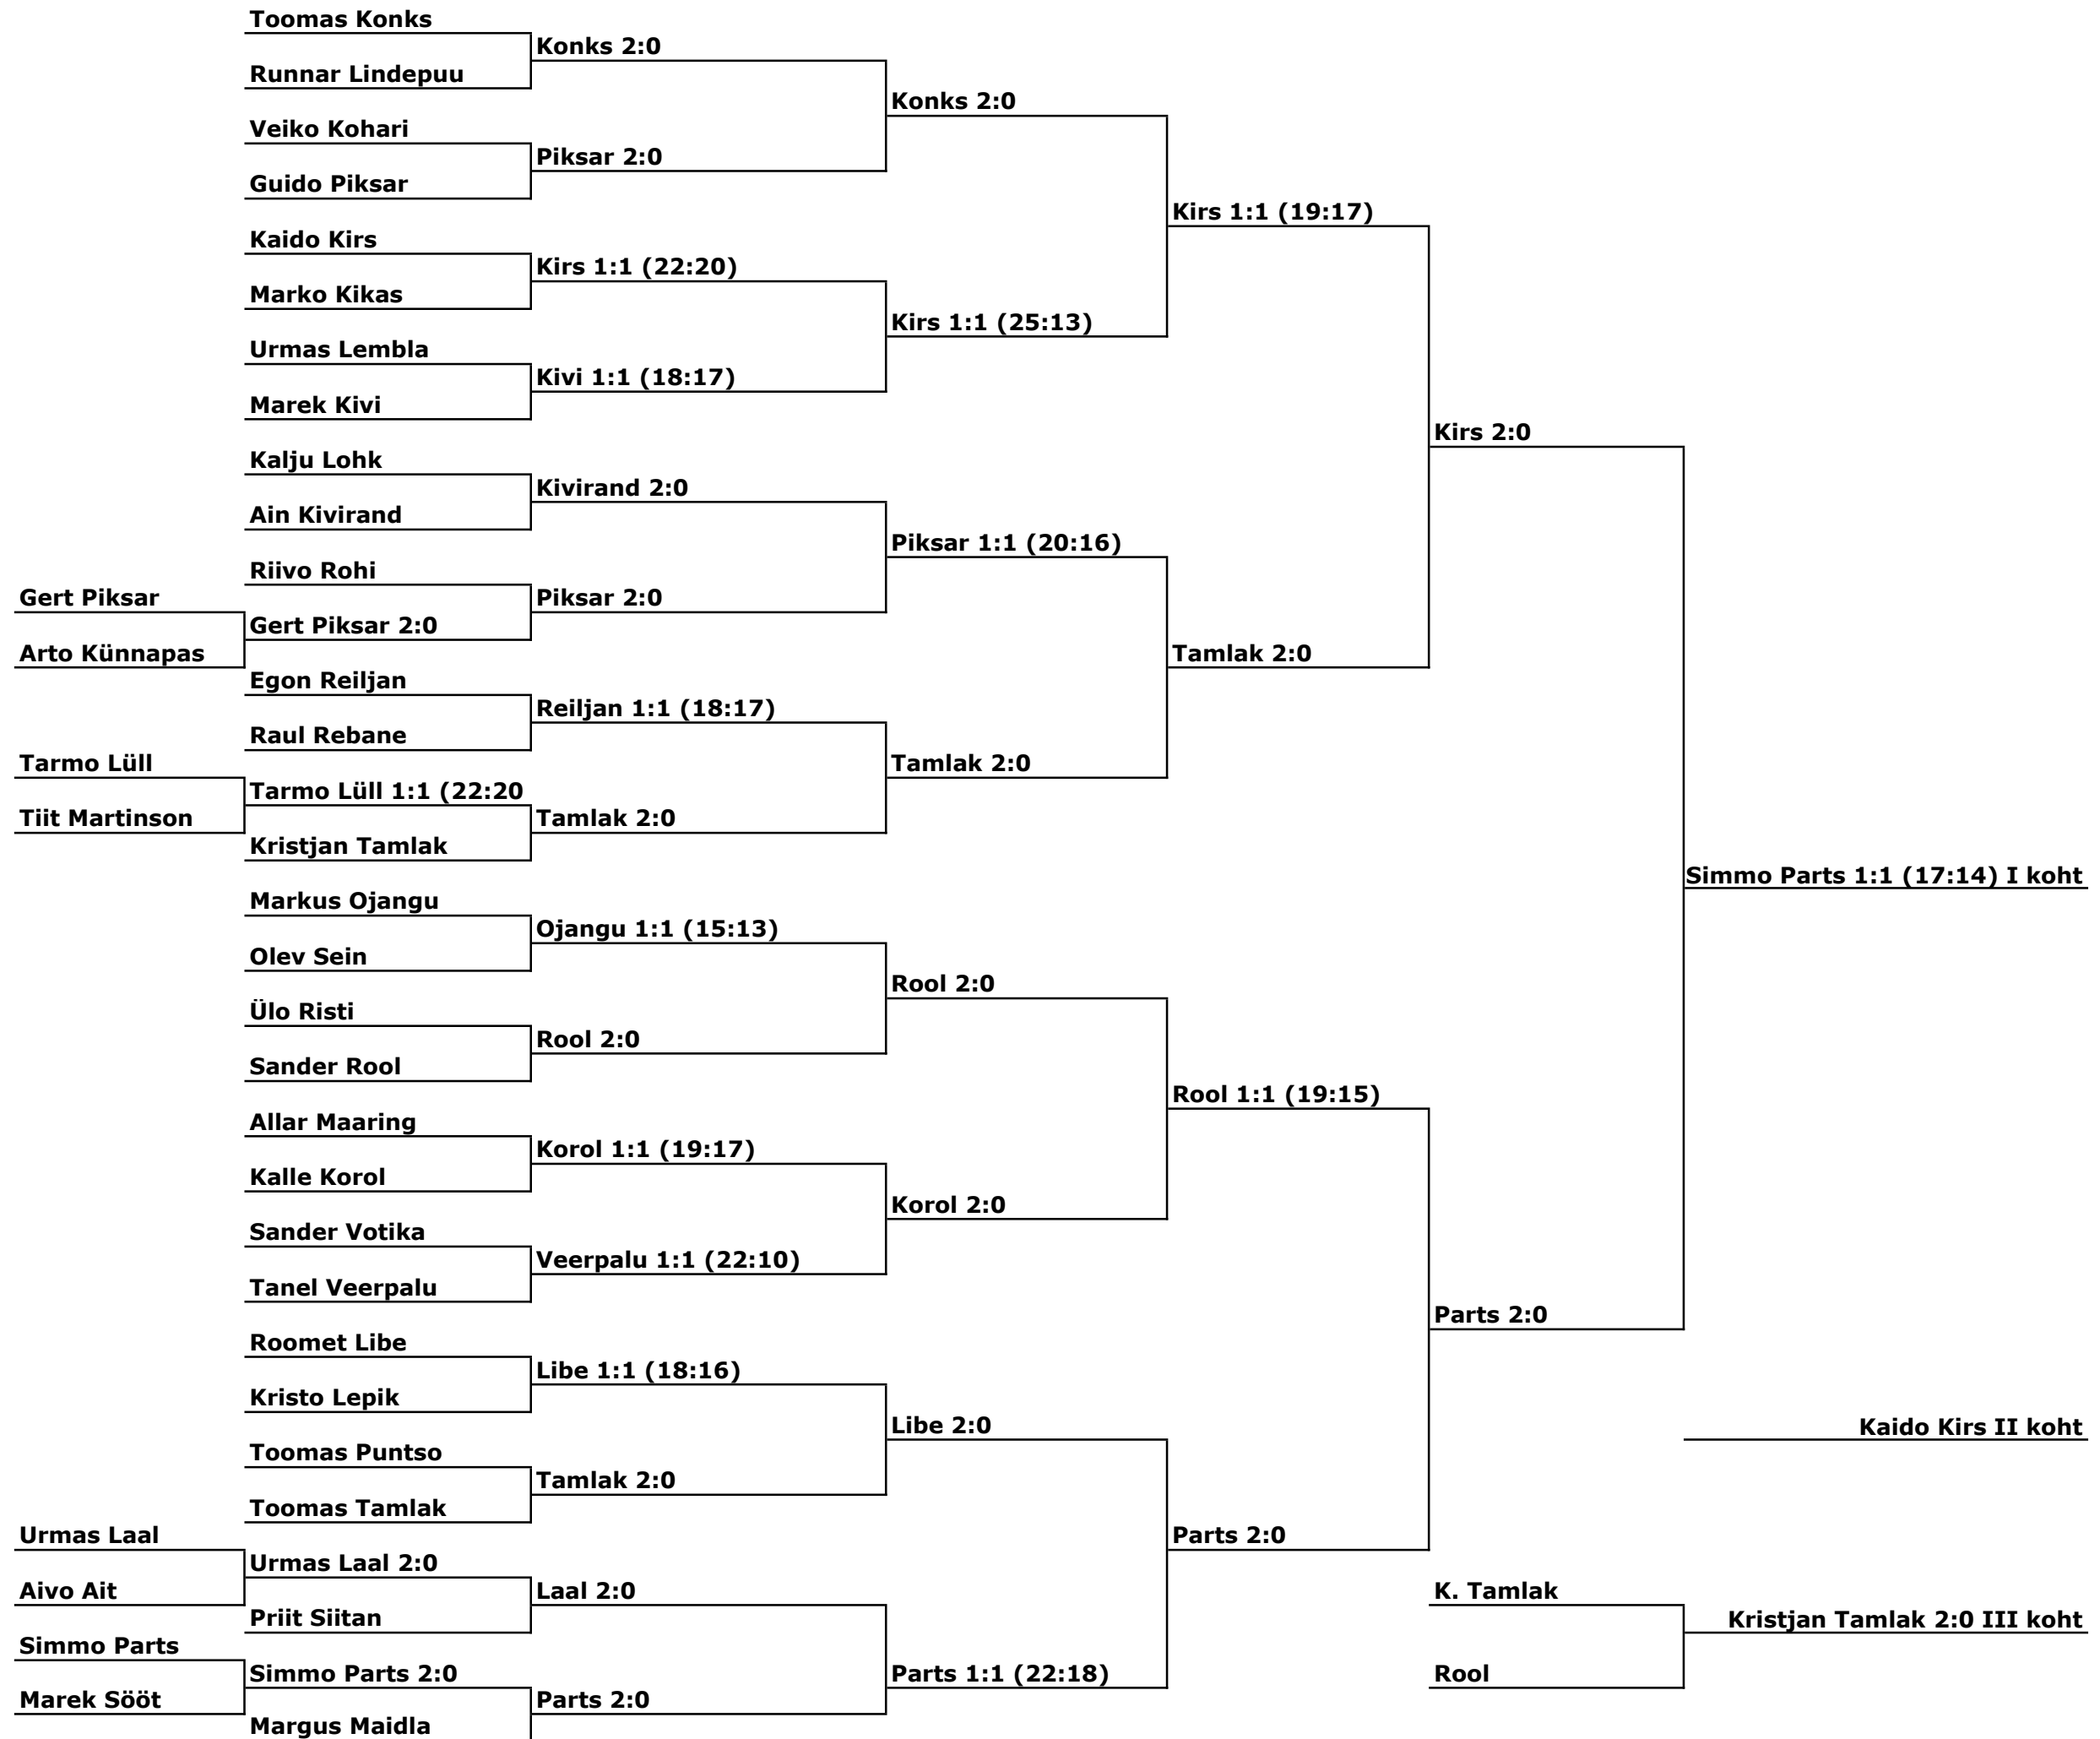 Toomas Konks
Konks 2:0
Runnar Lindepuu
Konks 2:0
Veiko Kohari
Piksar 2:0
Guido Piksar
Kirs 1:1 (19:17)
Kaido Kirs
Kirs 1:1 (22:20)
Marko Kikas
Kirs 1:1 (25:13)
Urmas Lembla
Kivi 1:1 (18:17)
Marek Kivi
Kirs 2:0
Kalju Lohk
Kivirand 2:0
Ain Kivirand
Piksar 1:1 (20:16)
Riivo Rohi
Gert Piksar
Piksar 2:0
Gert Piksar 2:0
Arto Künnapas
Tamlak 2:0
Egon Reiljan
Reiljan 1:1 (18:17)
Raul Rebane
Tarmo Lüll
Tamlak 2:0
Tarmo Lüll 1:1 (22:20
Tiit Martinson
Tamlak 2:0
Kristjan Tamlak
Simmo Parts 1:1 (17:14) I koht
Markus Ojangu
Ojangu 1:1 (15:13)
Olev Sein
Rool 2:0
Ülo Risti
Rool 2:0
Sander Rool
Rool 1:1 (19:15)
Allar Maaring
Korol 1:1 (19:17)
Kalle Korol
Korol 2:0
Sander Votika
Veerpalu 1:1 (22:10)
Tanel Veerpalu
Parts 2:0
Roomet Libe
Libe 1:1 (18:16)
Kristo Lepik
Libe 2:0
Kaido Kirs II koht
Toomas Puntso
Tamlak 2:0
Toomas Tamlak
Urmas Laal
Parts 2:0
Urmas Laal 2:0
Aivo Ait
Laal 2:0
K. Tamlak
Priit Siitan
Kristjan Tamlak 2:0 III koht
Simmo Parts
Simmo Parts 2:0
Parts 1:1 (22:18)
Rool
Marek Sööt
Parts 2:0
Margus Maidla